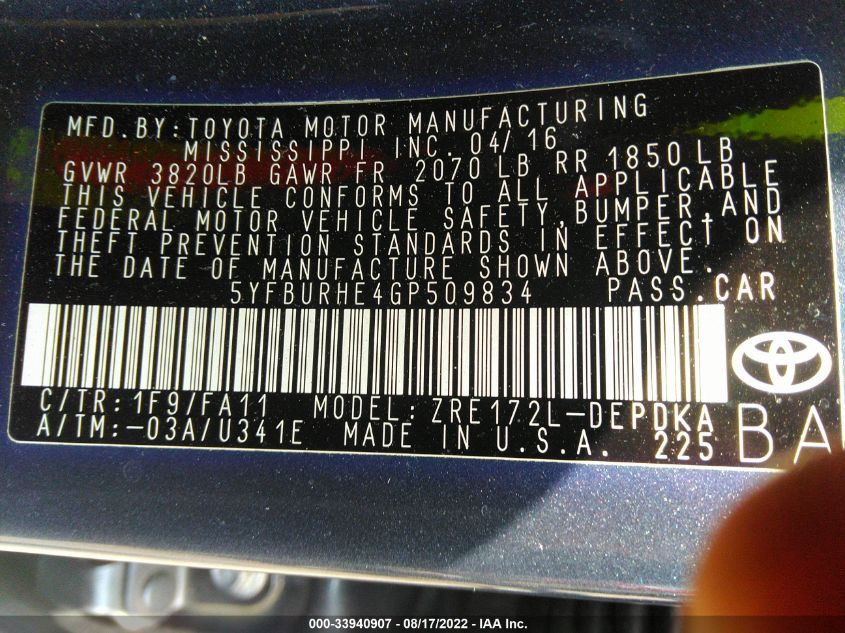 MFD.BY:TOYOTA MOTOR MANUFACTURING
MISSISSIPPI INC. 04/16
GVWR 3820LB GAWR FR 2070LB RR 1850LB
THIS VEHICLE CONFORMS TO ALL APPLICABLE
FEDERAL MOTOR VEHICLE SAFETY,BUMPER,AND
THEFT PREVENTION STANDARDS IN EFFECT ON
THE DATE OF MANUFACTURE SHOWN ABOVE.
5YFBURHE4GP509834 PASS.CAR
C/TR:1F9/FA11 MODEL:ZRE172L-DEPDKA
A/TM:-03A/U341E MADE IN U.S.A. 225
BA
000-33940907 - 08/17/2022 - IAA Inc.